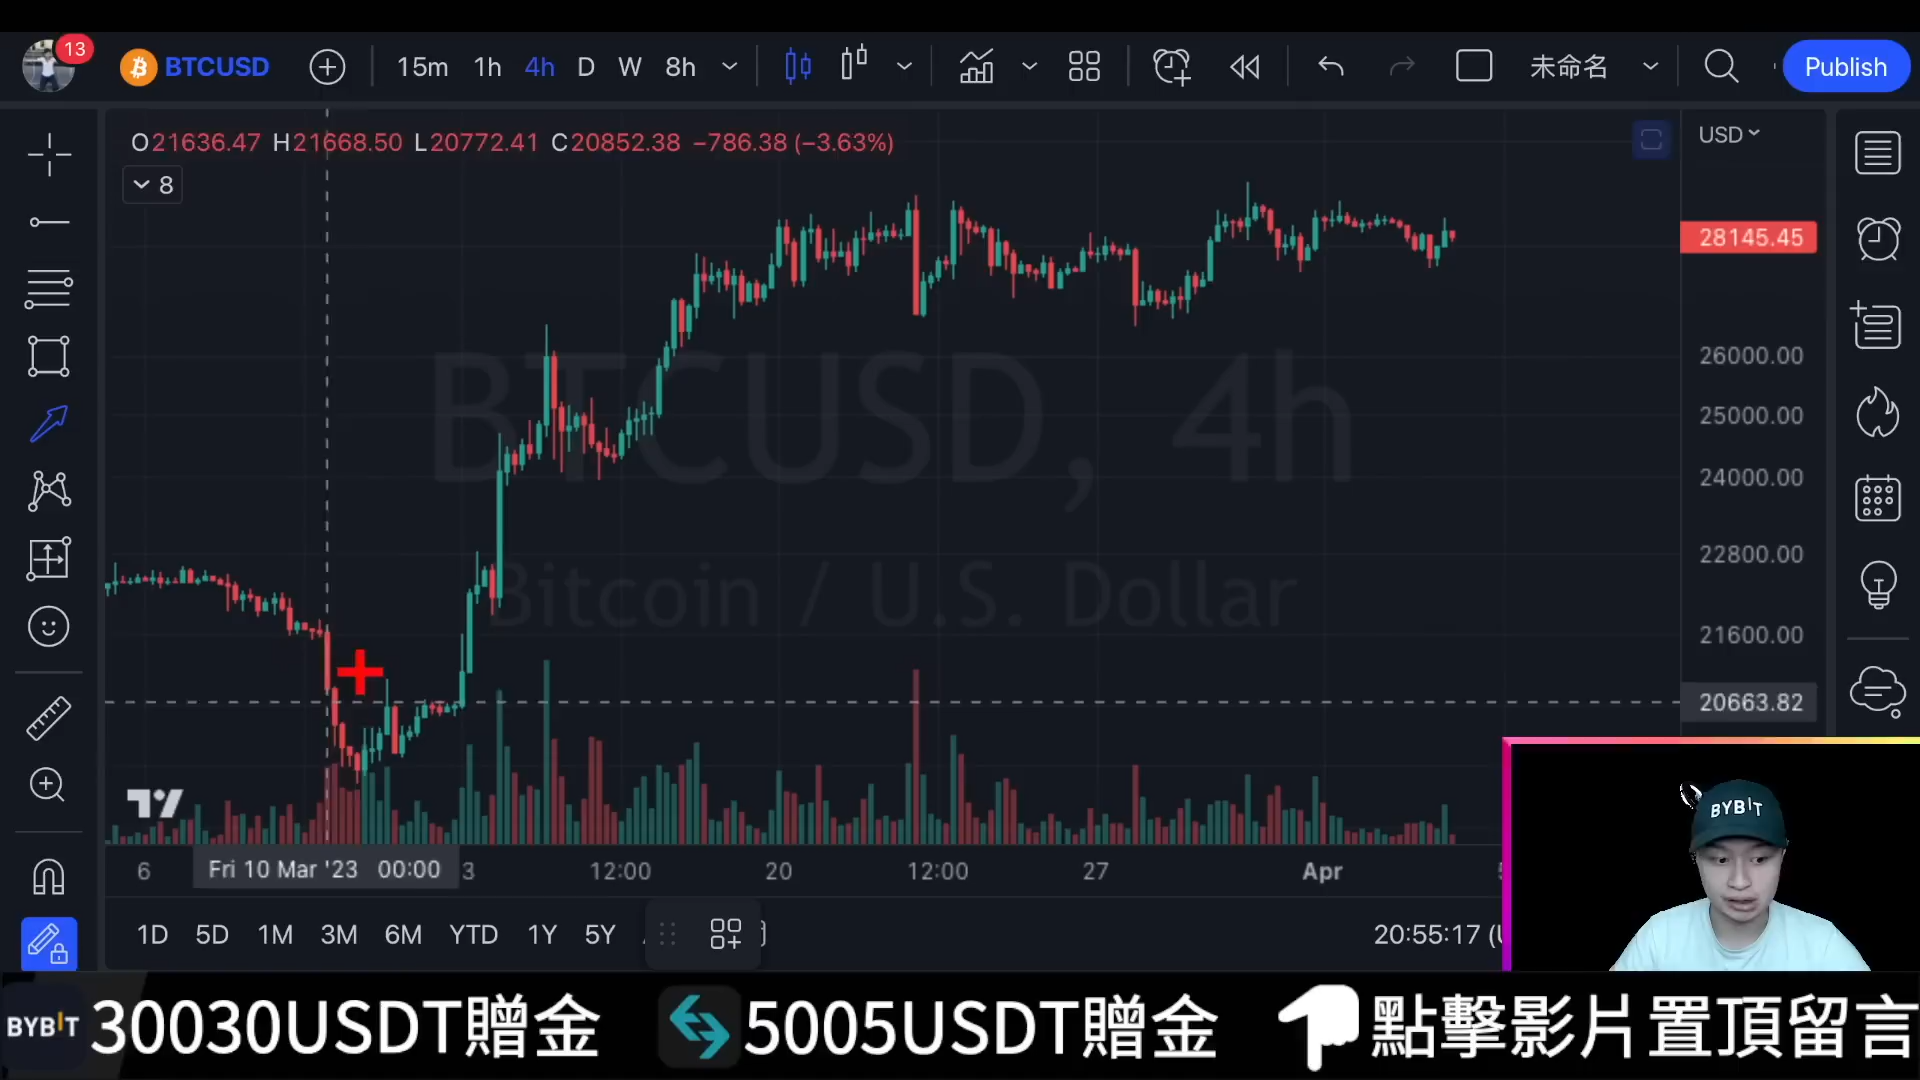 13
BTCUSD
15m 1h 4h D W 8h
未命名
Publish
O21636.47 H21668.50 L20772.41 C20852.38 −786.38 (−3.63%)
8
USD
28145.45
26000.00
25000.00
24000.00
22800.00
21600.00
20663.82
BTCUSD, 4h
Bitcoin / U.S. Dollar
6 Fri 10 Mar '23 00:00 3 12:00 20 12:00 27 Apr
1D 5D 1M 3M 6M YTD 1Y 5Y
20:55:17
BYBIT
BYBIT 30030USDT贈金 5005USDT贈金 點擊影片置頂留言